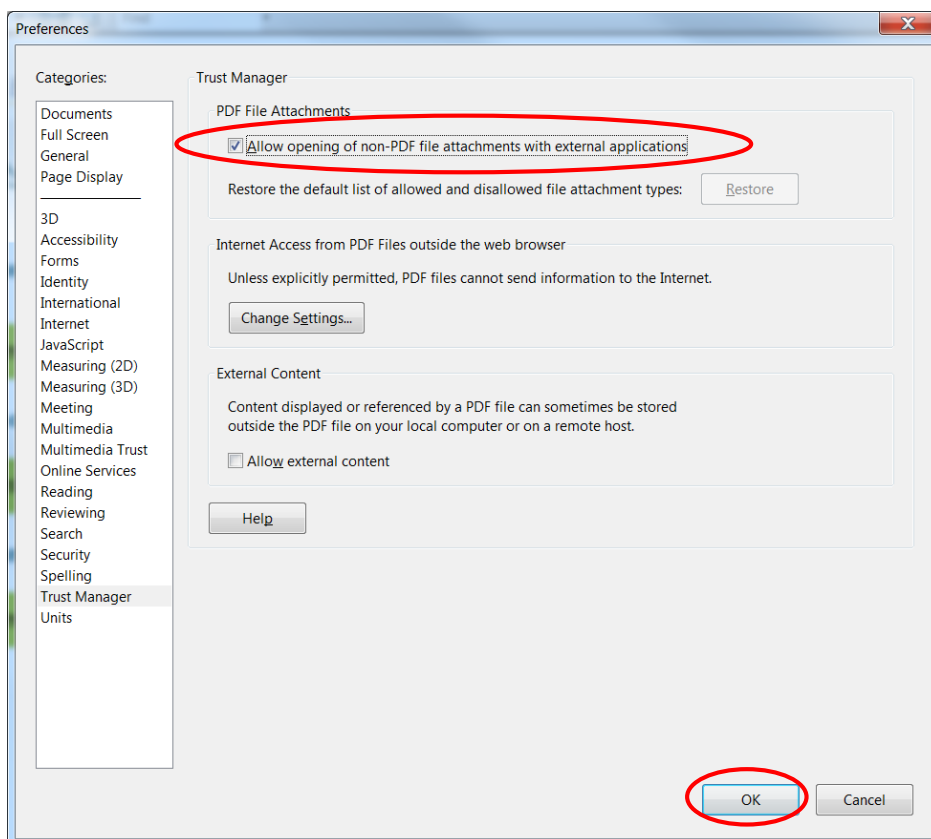 Preferences
Categories:
Documents
Full Screen
General
Page Display
3D
Accessibility
Forms
Identity
International
Internet
JavaScript
Measuring (2D)
Measuring (3D)
Meeting
Multimedia
Multimedia Trust
Online Services
Reading
Reviewing
Search
Security
Spelling
Trust Manager
Units
Trust Manager
PDF File Attachments
Allow opening of non-PDF file attachments with external applications
Restore the default list of allowed and disallowed file attachment types:
Restore
Internet Access from PDF Files outside the web browser
Unless explicitly permitted, PDF files cannot send information to the Internet.
Change Settings...
External Content
Content displayed or referenced by a PDF file can sometimes be stored
outside the PDF file on your local computer or on a remote host.
Allow external content
Help
OK
Cancel